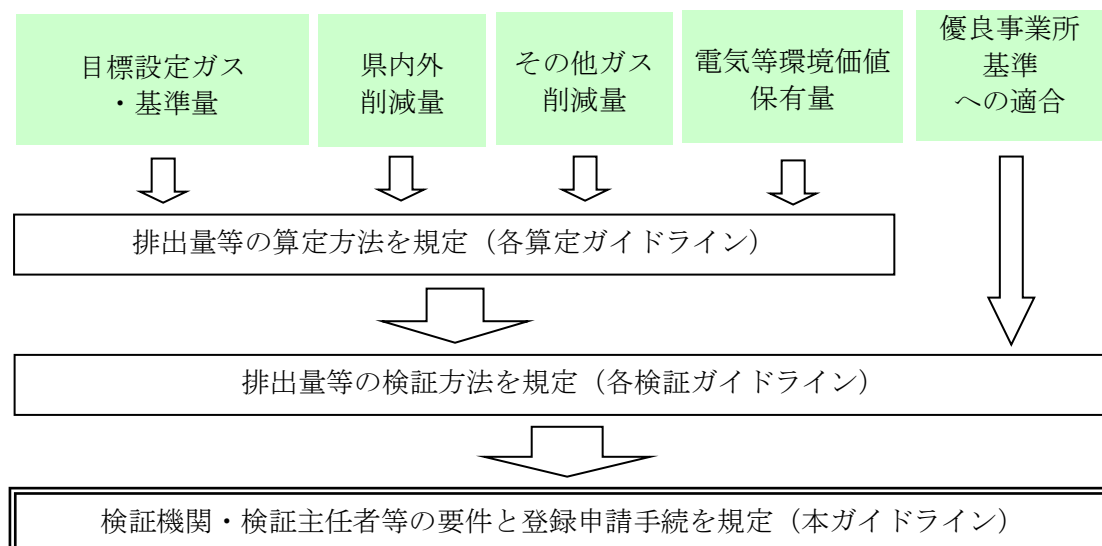 目標設定ガス
・基準量
県内外
削減量
その他ガス
削減量
電気等環境価値
保有量
優良事業所
基準
への適合
排出量等の算定方法を規定（各算定ガイドライン）
排出量等の検証方法を規定（各検証ガイドライン）
検証機関・検証主任者等の要件と登録申請手続を規定（本ガイドライン）